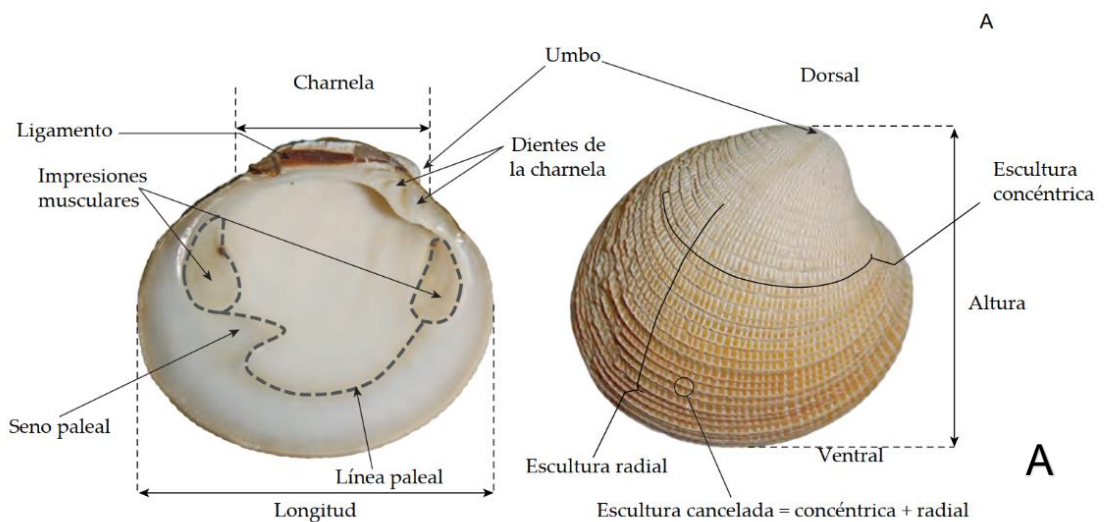 A
Umbo
Dorsal
Charnela
Ligamento
Dientes de
la charnela
Impresiones
musculares
Escultura
concéntrica
Altura
Seno paleal
Línea paleal
Longitud
Escultura radial
Ventral
A
Escultura cancelada = concéntrica + radial